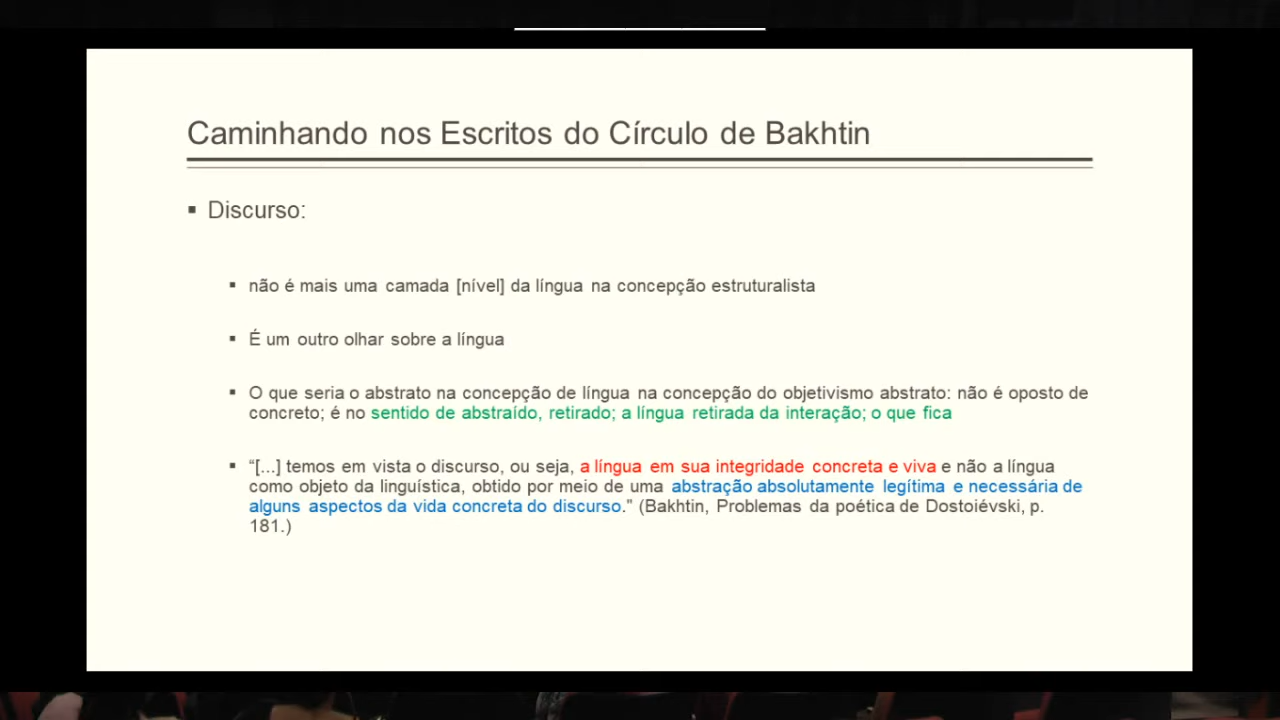 Caminhando nos Escritos do Círculo de Bakhtin
▪ Discurso:
▪ não é mais uma camada [nível] da língua na concepção estruturalista
▪ É um outro olhar sobre a língua
▪ O que seria o abstrato na concepção de língua na concepção do objetivismo abstrato: não é oposto de
concreto; é no sentido de abstraído, retirado; a língua retirada da interação; o que fica
▪ “[...] temos em vista o discurso, ou seja, a língua em sua integridade concreta e viva e não a língua
como objeto da linguística, obtido por meio de uma abstração absolutamente legítima e necessária de
alguns aspectos da vida concreta do discurso.” (Bakhtin, Problemas da poética de Dostoiévski, p.
181.)